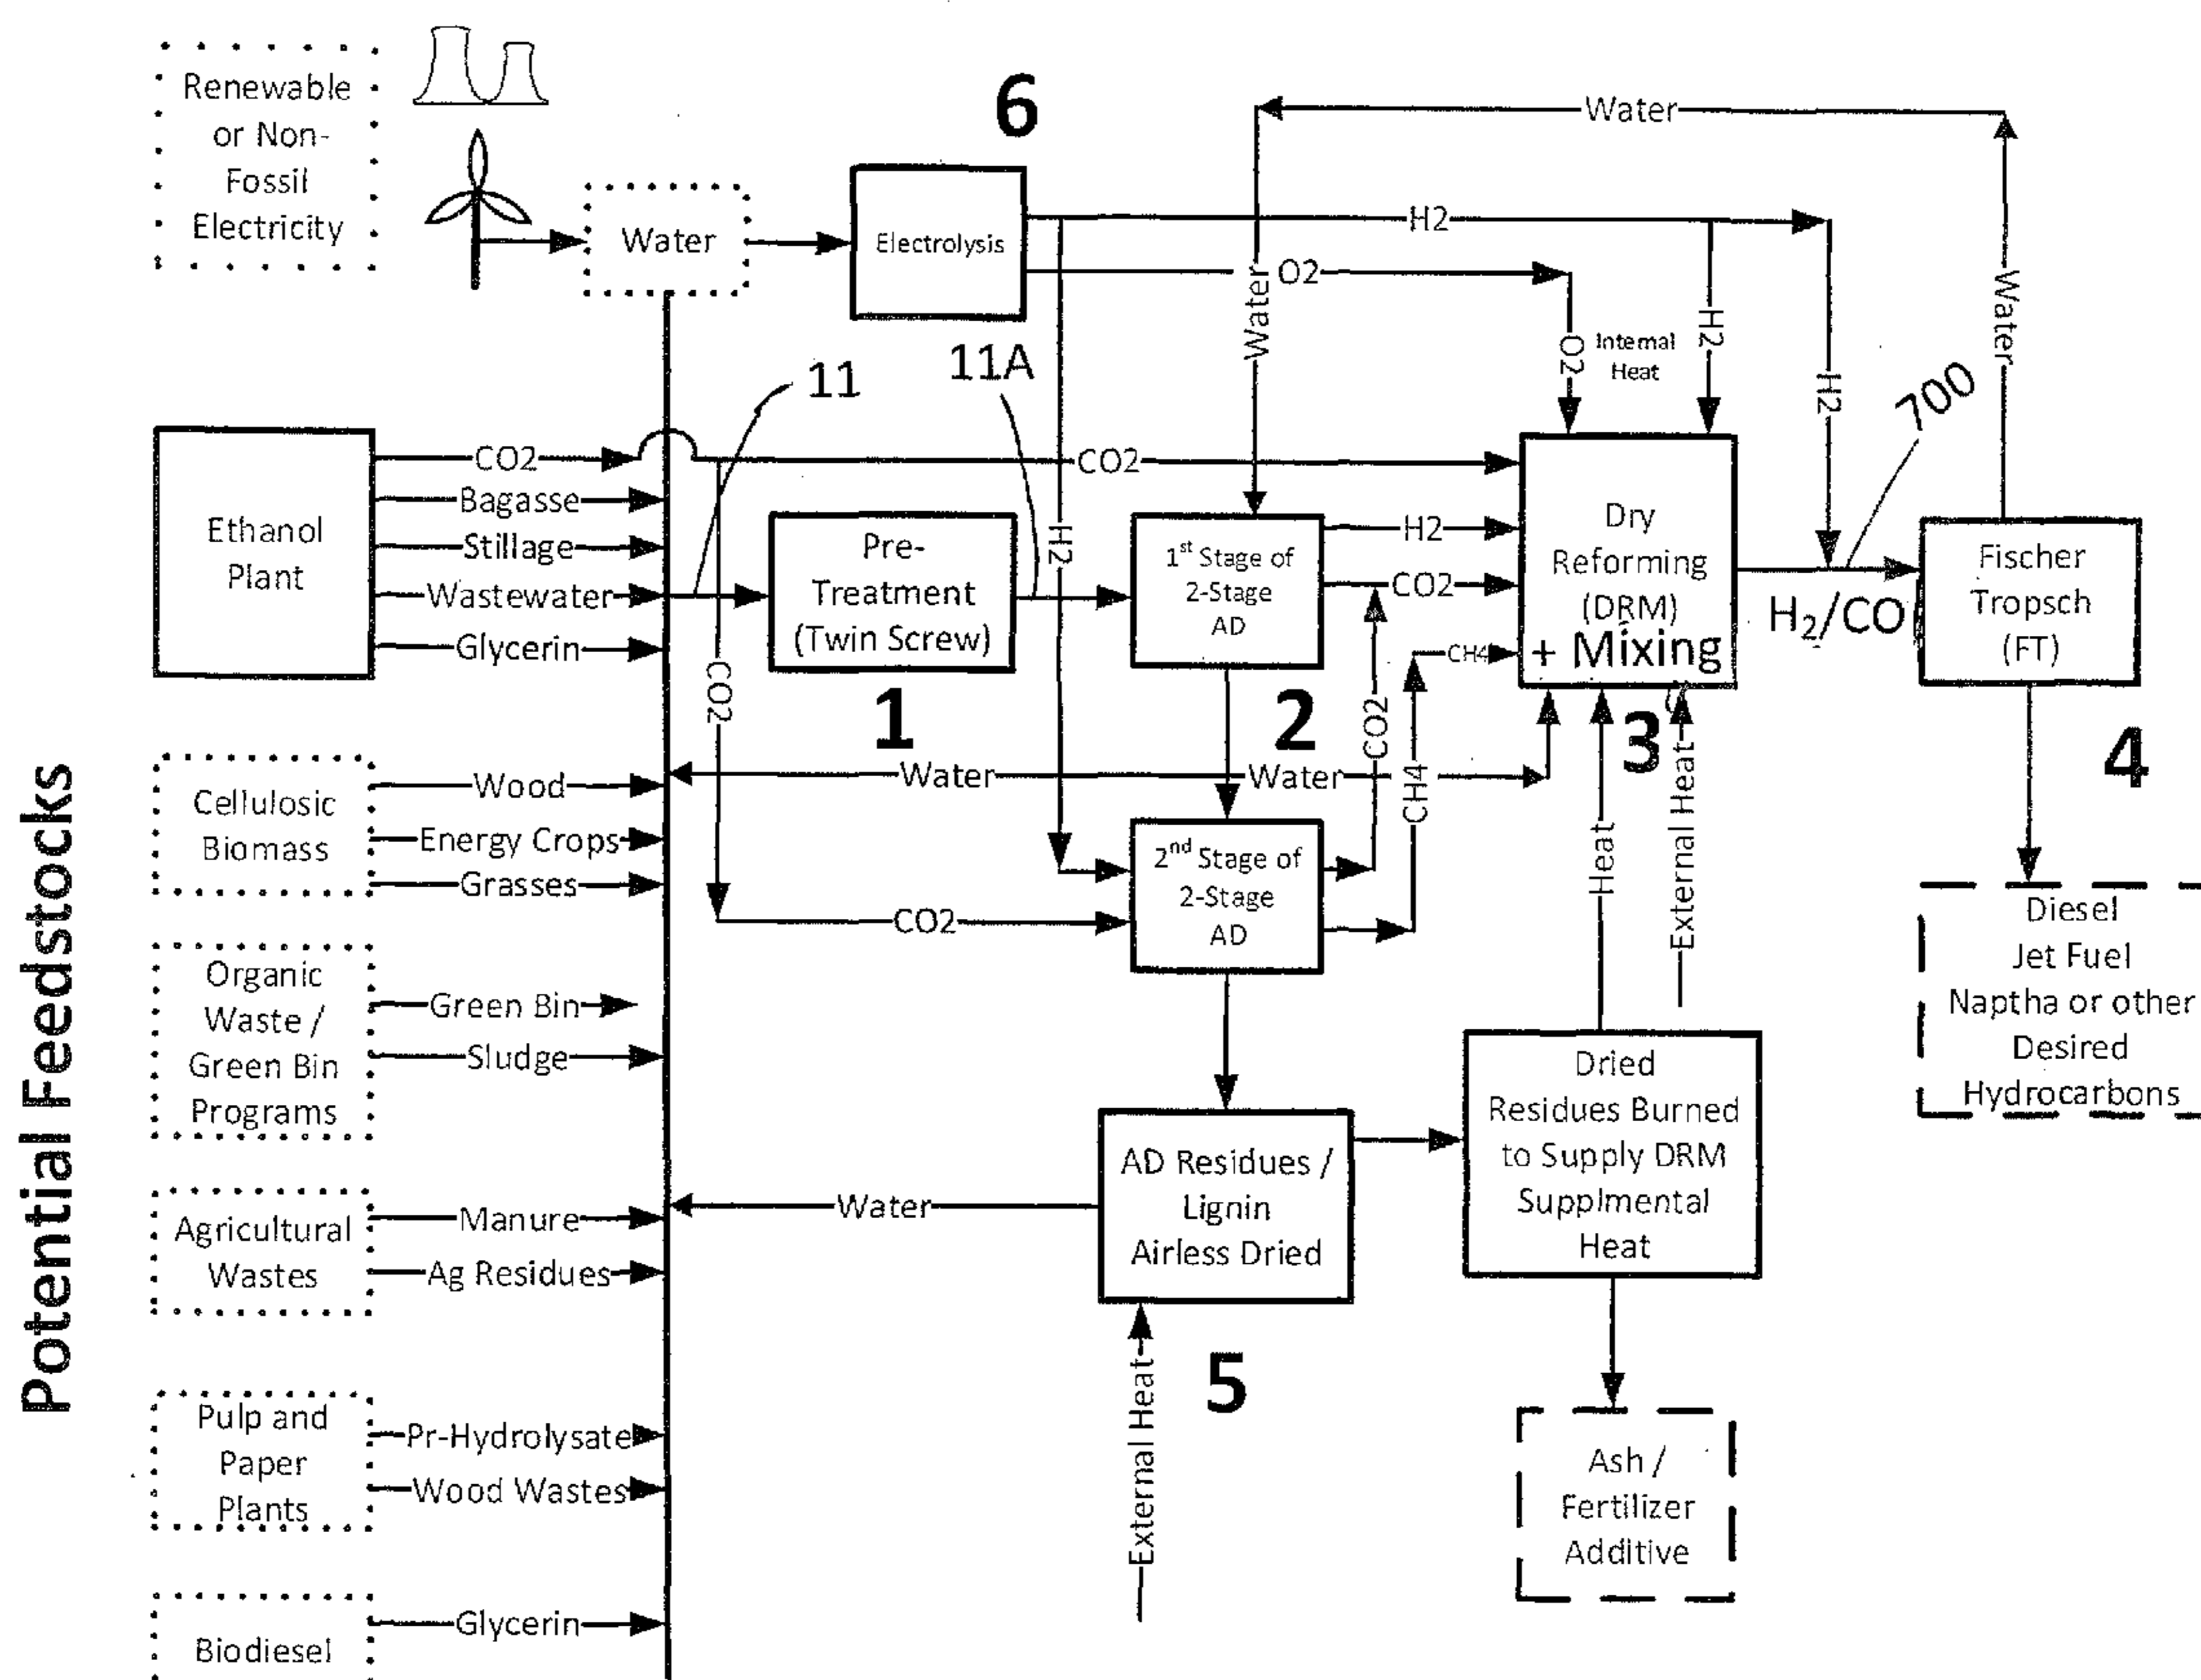 Potential Feedstocks
Renewable
or Non-
Fossil
Electricity
Water
6
Electrolysis
H2
O2
Water
Water
Water
O2
Internal
Heat
H2
H2
H2
11
11A
700
Ethanol
Plant
CO2
Bagasse
Stillage
Wastewater
Glycerin
CO2
CO2
Pre-
Treatment
(Twin Screw)
1
1st Stage of
2-Stage
AD
2
H2
CO2
CH4
CO2
CH4
Dry
Reforming
(DRM)
+ Mixing
3
H2/CO
Fischer
Tropsch
(FT)
4
Water
Water
Cellulosic
Biomass
Wood
Energy Crops
Grasses
CO2
2nd Stage of
2-Stage
AD
Heat
External Heat
Diesel
Jet Fuel
Naptha or other
Desired
Hydrocarbons
Organic
Waste /
Green Bin
Programs
Green Bin
Sludge
Agricultural
Wastes
Manure
Ag Residues
Water
AD Residues /
Lignin
Airless Dried
5
External Heat
Dried
Residues Burned
to Supply DRM
Supplmental
Heat
Ash /
Fertilizer
Additive
Pulp and
Paper
Plants
Pr-Hydrolysate
Wood Wastes
Biodiesel
Glycerin